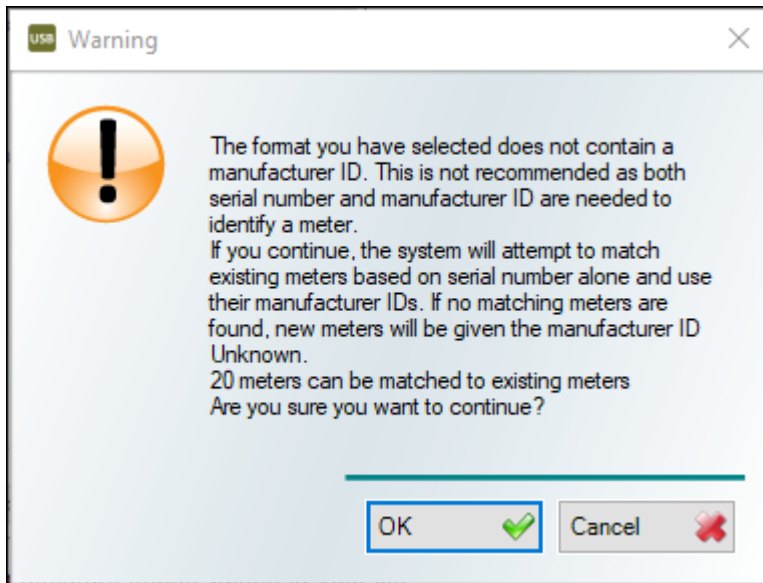 USB Warning
The format you have selected does not contain a
manufacturer ID. This is not recommended as both
serial number and manufacturer ID are needed to
identify a meter.
If you continue, the system will attempt to match
existing meters based on serial number alone and use
their manufacturer IDs. If no matching meters are
found, new meters will be given the manufacturer ID
Unknown.
20 meters can be matched to existing meters
Are you sure you want to continue?
OK Cancel